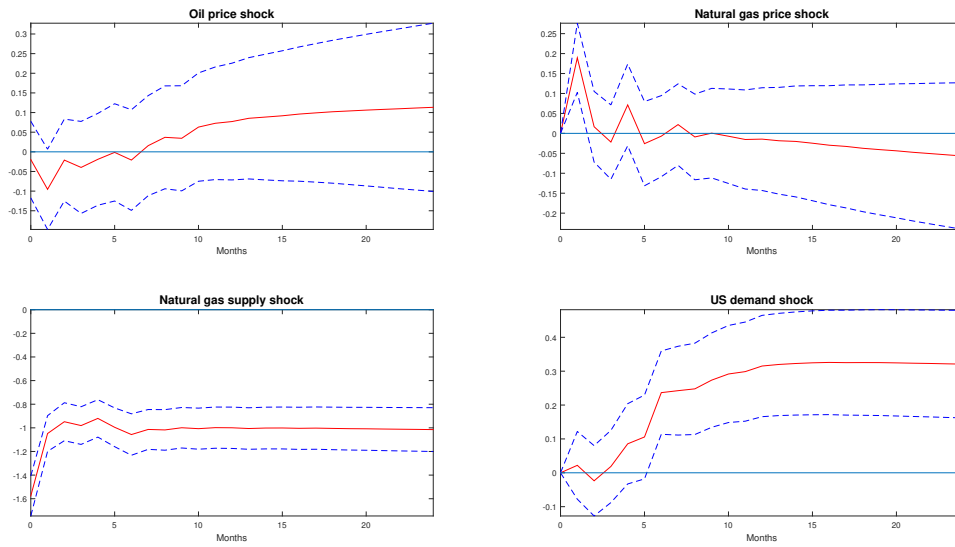 Oil price shock
0.3
0.25
0.2
0.15
0.1
0.05
0
-0.05
-0.1
-0.15
0 5 10 15 20
Months
Natural gas price shock
0.25
0.2
0.15
0.1
0.05
0
-0.05
-0.1
-0.15
-0.2
0 5 10 15 20
Months
Natural gas supply shock
0
-0.2
-0.4
-0.6
-0.8
-1
-1.2
-1.4
-1.6
0 5 10 15 20
Months
US demand shock
0.4
0.3
0.2
0.1
0
-0.1
0 5 10 15 20
Months